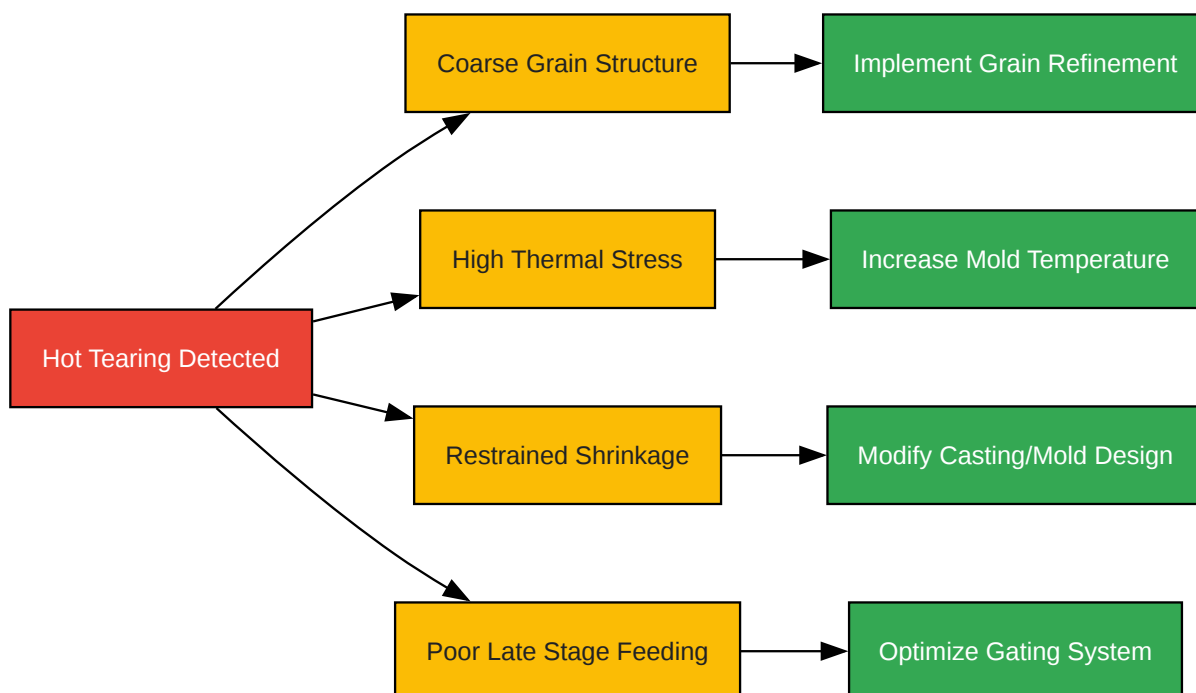 Coarse Grain Structure
Implement Grain Refinement
High Thermal Stress
Increase Mold Temperature
Hot Tearing Detected
Restrained Shrinkage
Modify Casting/Mold Design
Poor Late Stage Feeding
Optimize Gating System